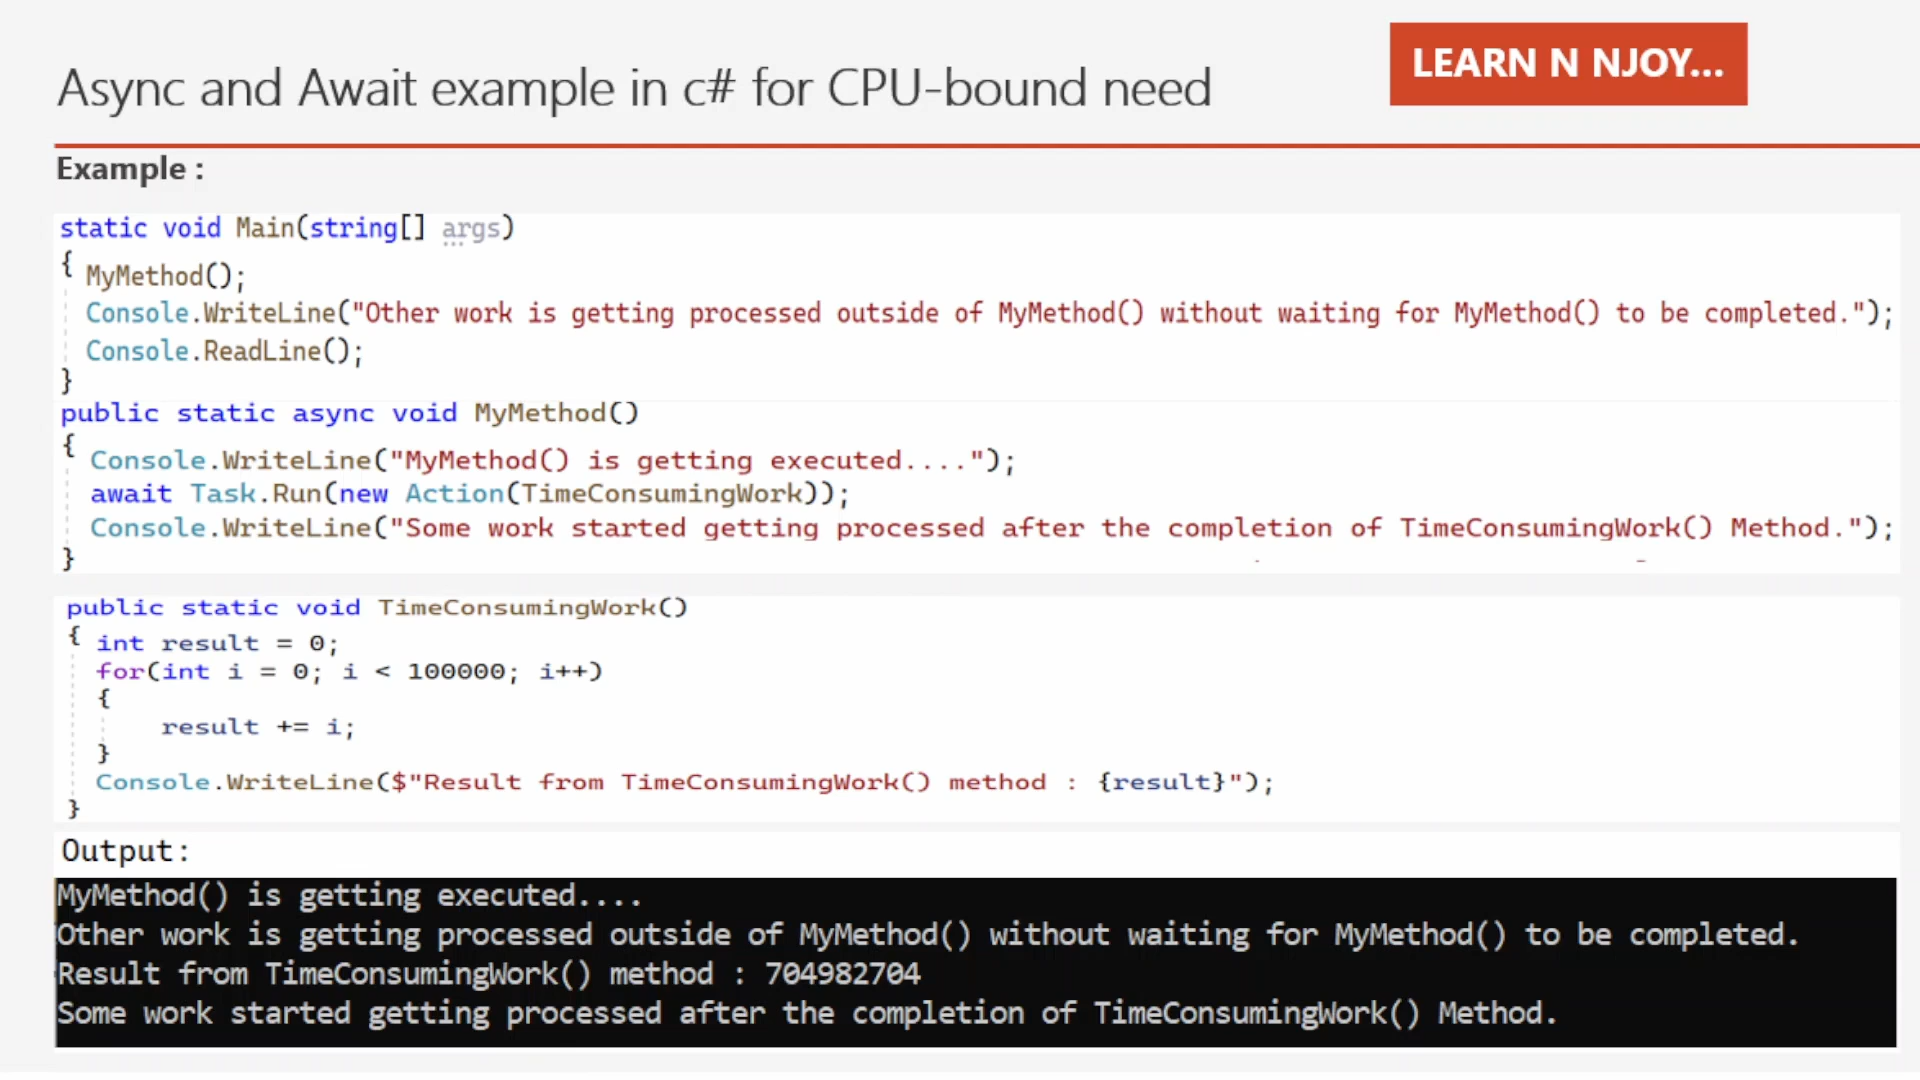 Async and Await example in c# for CPU-bound need
LEARN N NJOY...
Example :
static void Main(string[] args)
{
MyMethod();
Console.WriteLine("Other work is getting processed outside of MyMethod() without waiting for MyMethod() to be completed.");
Console.ReadLine();
}
public static async void MyMethod()
{
Console.WriteLine("MyMethod() is getting executed....");
await Task.Run(new Action(TimeConsumingWork));
Console.WriteLine("Some work started getting processed after the completion of TimeConsumingWork() Method.");
}
public static void TimeConsumingWork()
{
int result = 0;
for(int i = 0; i < 100000; i++)
{
result += i;
}
Console.WriteLine($"Result from TimeConsumingWork() method : {result}");
}
Output:
MyMethod() is getting executed....
Other work is getting processed outside of MyMethod() without waiting for MyMethod() to be completed.
Result from TimeConsumingWork() method : 704982704
Some work started getting processed after the completion of TimeConsumingWork() Method.